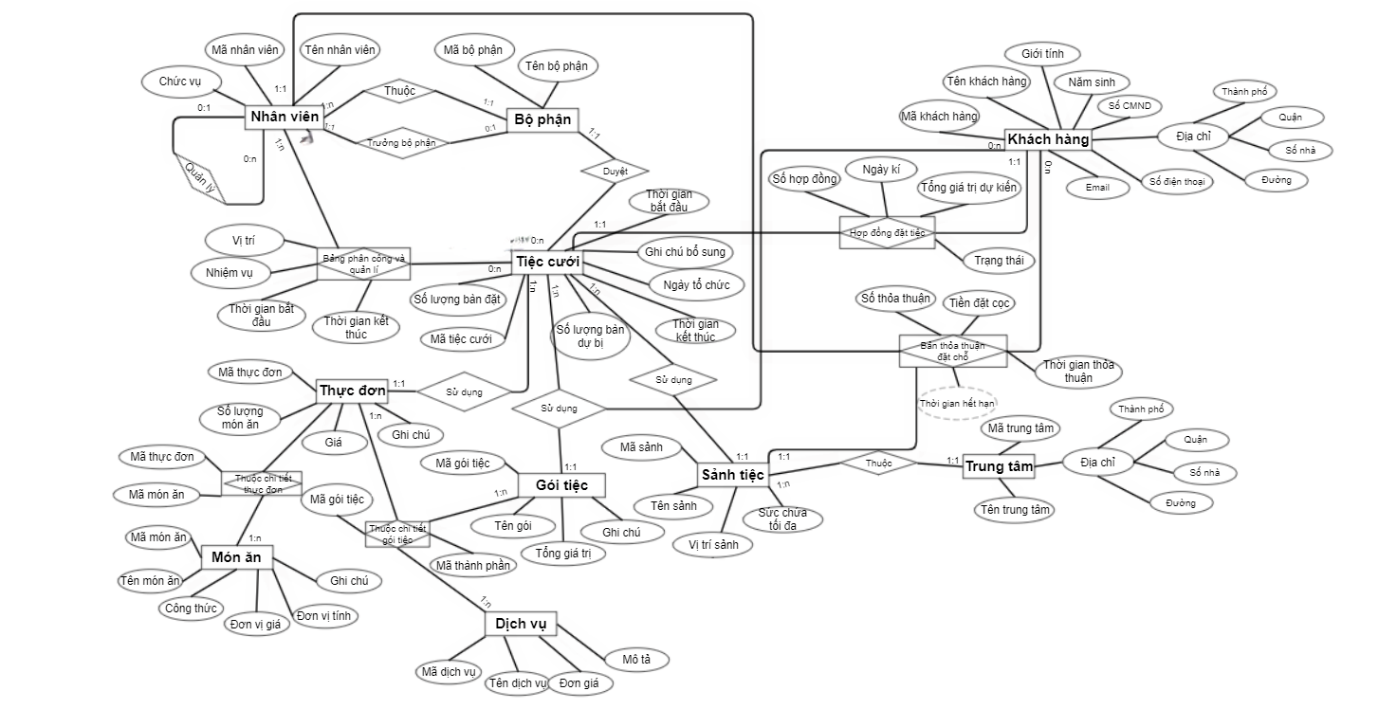 Mã nhân viên
Tên nhân viên
Chức vụ
0:1
1:1
Nhân viên
1:n
1:1
Thuộc
Trưởng bộ phận
1:1
0:1
Mã bộ phận
Tên bộ phận
Bộ phận
1:1
Duyệt
0:n
Quản lý
1:n
Giới tính
Tên khách hàng
Năm sinh
Mã khách hàng
Số CMND
Khách hàng
0:n
1:1
0:n
Email
Số điện thoại
Địa chỉ
Thành phố
Quận
Số nhà
Đường
Số hợp đồng
Ngày kí
Tổng giá trị dự kiến
Hợp đồng đặt tiệc
Trạng thái
Vị trí
Nhiệm vụ
Thời gian bắt
đầu
Thời gian kết
thúc
Bảng phân công và
quản lí
0:n
0:n
1:1
Tiệc cưới
Thời gian
bắt đầu
Ghi chú bổ sung
Ngày tổ chức
Thời gian
kết thúc
Số lượng bàn đặt
Mã tiệc cưới
Số lượng bàn
dự bị
1:n
1:n
1:n
Số thỏa thuận
Tiền đặt cọc
Bản thỏa thuận
đặt chỗ
Thời gian thỏa
thuận
Thời gian hết hạn
Mã thực đơn
Số lượng
món ăn
Thực đơn
1:1
1:n
Giá
Ghi chú
Sử dụng
Sử dụng
Sử dụng
Mã thực đơn
Mã món ăn
Thuộc chi tiết
thực đơn
Mã gói tiệc
Mã gói tiệc
1:1
Gói tiệc
1:n
Tên gói
Tổng giá trị
Ghi chú
Thuộc chi tiết
gói tiệc
Mã thành phần
Mã sảnh
1:1
1:1
Sảnh tiệc
1:n
Tên sảnh
Vị trí sảnh
Sức chứa
tối đa
Thuộc
1:1
Trung tâm
Mã trung tâm
Tên trung tâm
Địa chỉ
Thành phố
Quận
Số nhà
Đường
Mã món ăn
1:n
Món ăn
Tên món ăn
Công thức
Đơn vị giá
Đơn vị tính
Ghi chú
1:n
Dịch vụ
Mã dịch vụ
Tên dịch vụ
Đơn giá
Mô tả